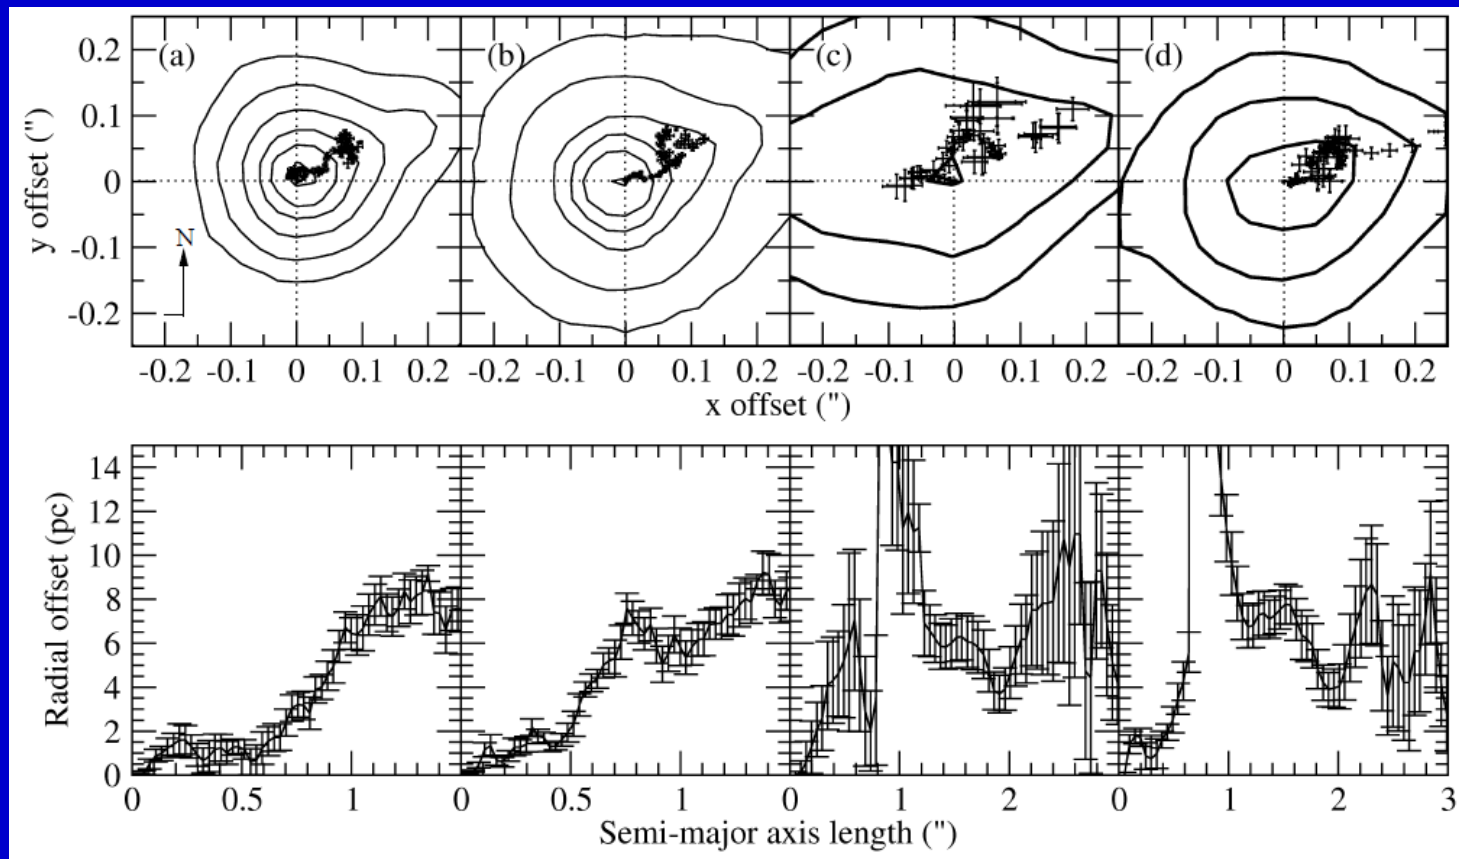 (a) (b) (c) (d)
0.2
0.1
0
-0.1
-0.2
y offset (")
N
-0.2 -0.1 0 0.1 0.2 -0.2 -0.1 0 0.1 0.2 -0.2 -0.1 0 0.1 0.2 -0.2 -0.1 0 0.1 0.2
x offset (")
14
12
10
8
6
4
2
0
Radial offset (pc)
0 0.5 1 0 0.5 1 0 1 2 0 1 2 3
Semi-major axis length (")